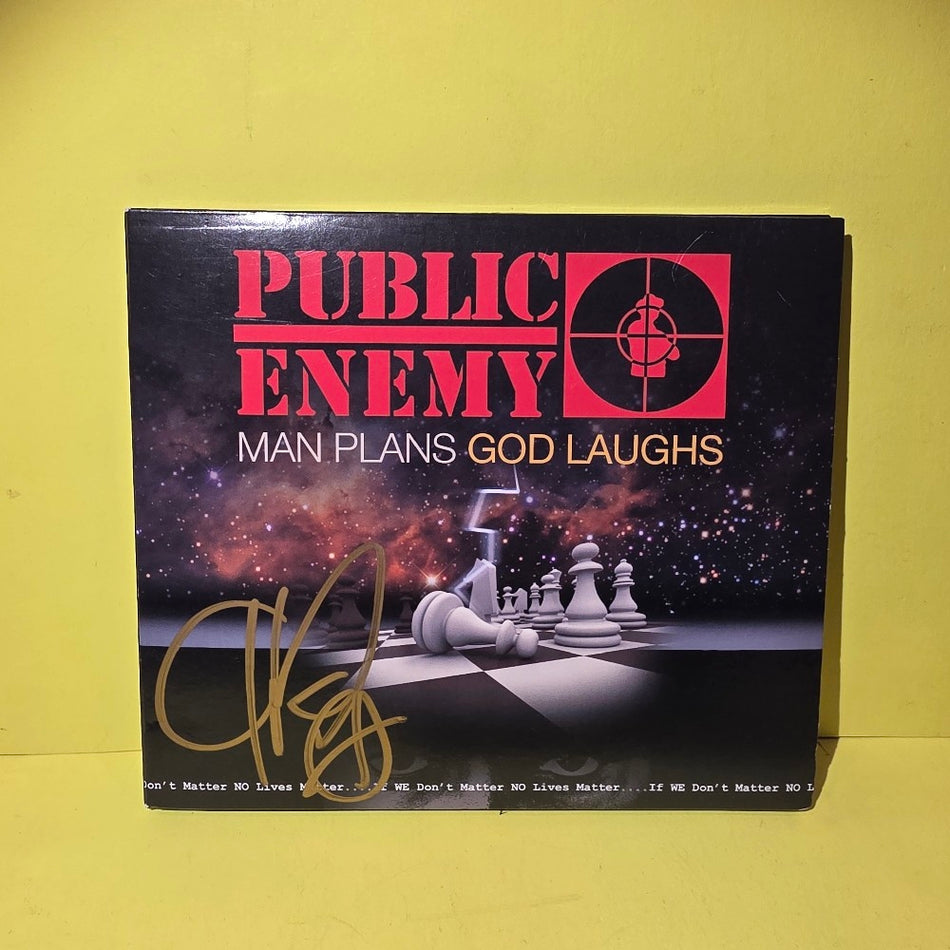 PUBLIC
ENEMY
MAN PLANS GOD LAUGHS
Don't Matter NO Lives Matter....If WE Don't Matter NO Lives Matter....If WE Don't Matter NO L